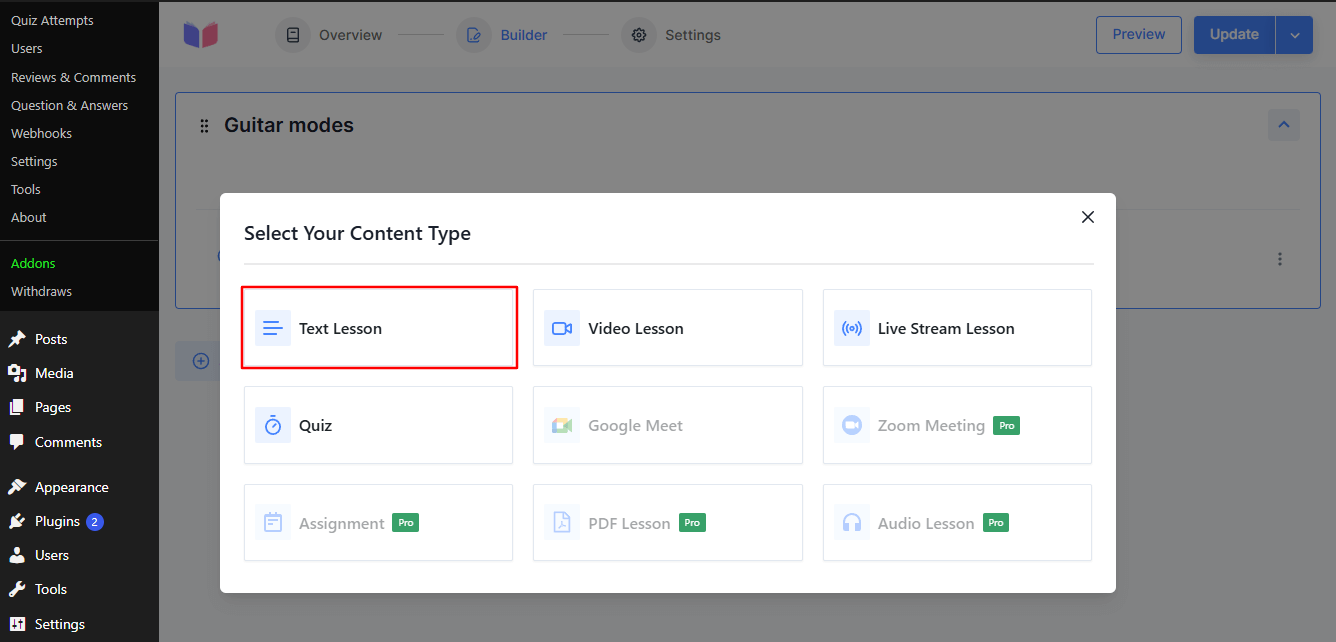 Quiz Attempts
Users
Reviews & Comments
Question & Answers
Webhooks
Settings
Tools
About
Addons
Withdraws
Posts
Media
Pages
Comments
Appearance
Plugins 2
Users
Tools
Settings
Overview Builder Settings Preview Update
Guitar modes
Select Your Content Type
Text Lesson Video Lesson Live Stream Lesson
Quiz Google Meet Zoom Meeting Pro
Assignment Pro PDF Lesson Pro Audio Lesson Pro